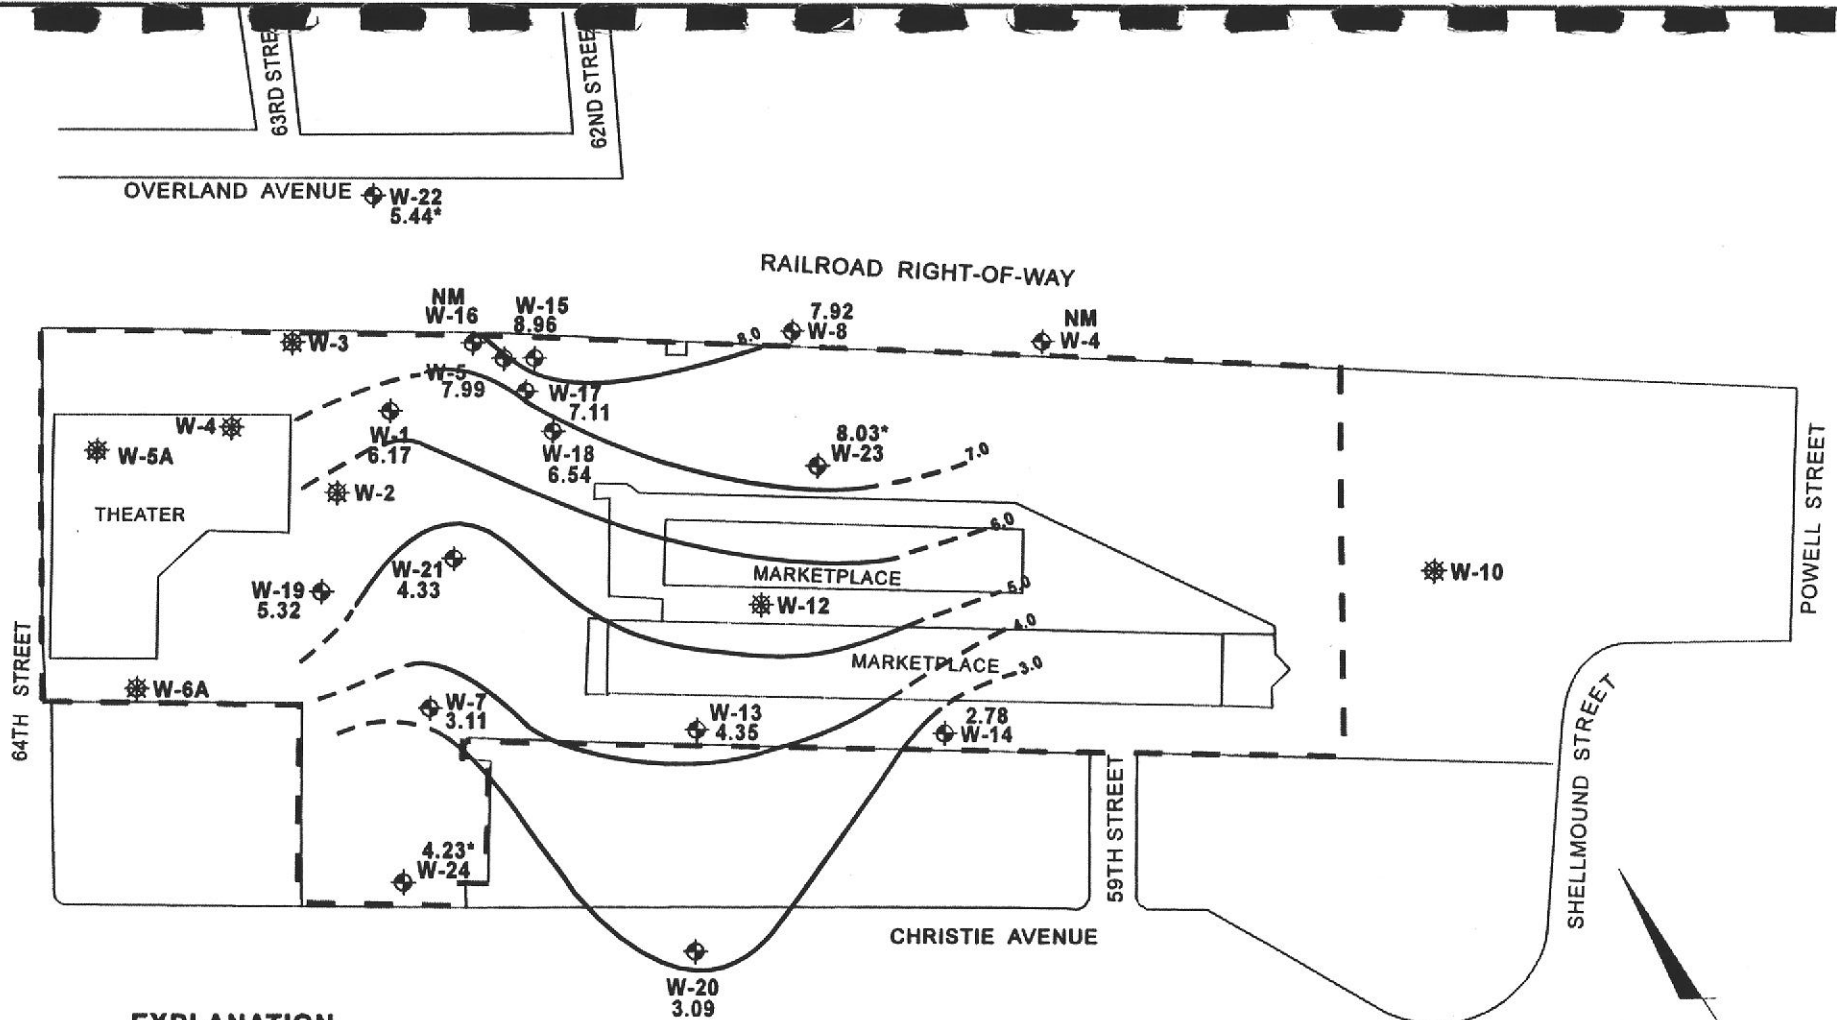 63RD STREE
62ND STREE
OVERLAND AVENUE
W-22
5.44*
RAILROAD RIGHT-OF-WAY
NM
W-16
W-15
8.96
7.92
W-8
NM
W-4
W-3
8.0
W-5
7.99
W-17
7.11
W-4
W-1
6.17
W-5A
W-18
6.54
8.03*
W-23
7.0
W-2
THEATER
6.0
MARKETPLACE
W-10
POWELL STREET
W-21
4.33
W-19
5.32
5.0
W-12
4.0
MARKETPLACE
3.0
64TH STREET
W-6A
W-7
3.11
W-13
4.35
2.78
W-14
SHELLMOUND STREET
59TH STREET
4.23*
W-24
CHRISTIE AVENUE
W-20
3.09
EXPLANATION